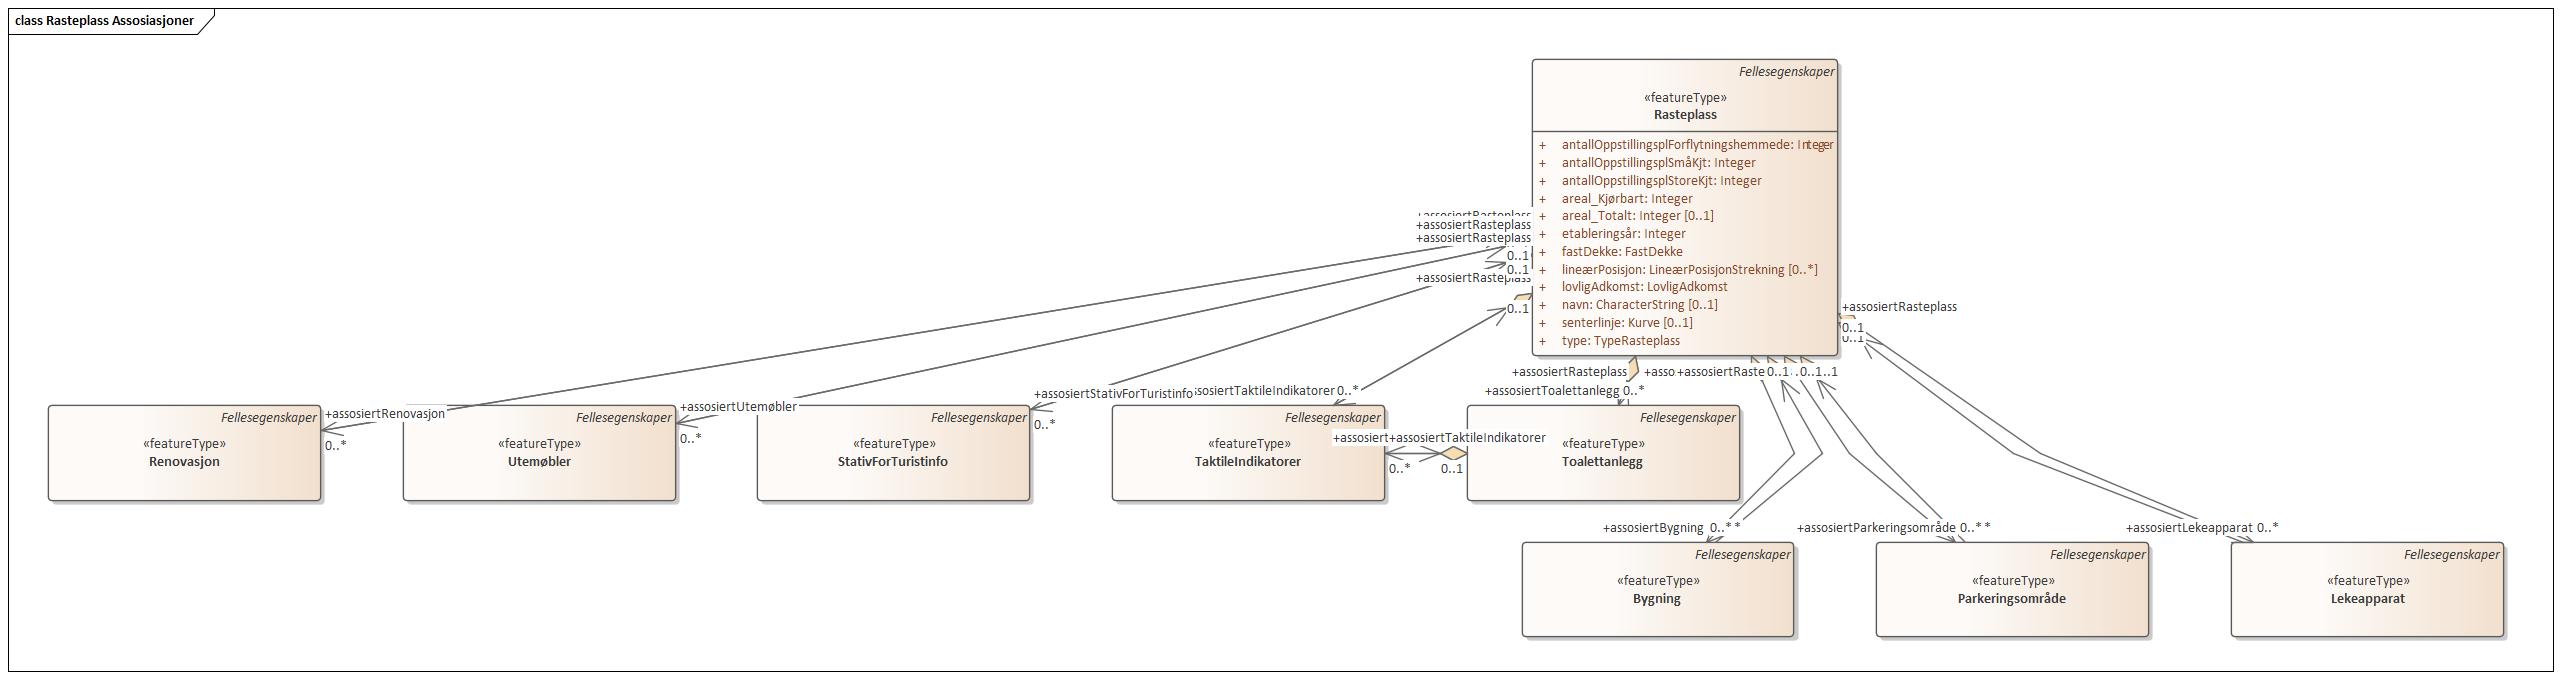 class Rasteplass Assosiasjoner
Fellesegenskaper
«featureType»
Rasteplass
+ antallOppstillingsplForflytningshemmede: Integer
+ antallOppstillingsplSmåKjt: Integer
+ antallOppstillingsplStoreKjt: Integer
+ areal_Kjørbart: Integer
+ areal_Totalt: Integer [0..1]
+ etableringsår: Integer
+ fastDekke: FastDekke
+ lineærPosisjon: LineærPosisjonStrekning [0..*]
+ lovligAdkomst: LovligAdkomst
+ navn: CharacterString [0..1]
+ senterlinje: Kurve [0..1]
+ type: TypeRasteplass
+assosiertRasteplass
+assosiertRasteplass
+assosiertRasteplass
0..1
0..1
+assosiertRasteplass
0..1
+assosiertRasteplass
0..1
0..1
+assosiertRasteplass
+asso
+assosiertRaste
0..1
0..1
..1
+assosiertRenovasjon
0..*
+assosiertUtemøbler
0..*
+assosiertStativForTuristinfo
0..*
siertTaktileIndikatorer 0..*
+assosiertToalettanlegg 0..*
Fellesegenskaper
«featureType»
Renovasjon
Fellesegenskaper
«featureType»
Utemøbler
Fellesegenskaper
«featureType»
StativForTuristinfo
Fellesegenskaper
«featureType»
TaktileIndikatorer
+assosiert
+assosiertTaktileIndikatorer
0..*
0..1
Fellesegenskaper
«featureType»
Toalettanlegg
+assosiertBygning 0..*
*
+assosiertParkeringsområde 0..*
*
+assosiertLekeapparat 0..*
Fellesegenskaper
«featureType»
Bygning
Fellesegenskaper
«featureType»
Parkeringsområde
Fellesegenskaper
«featureType»
Lekeapparat